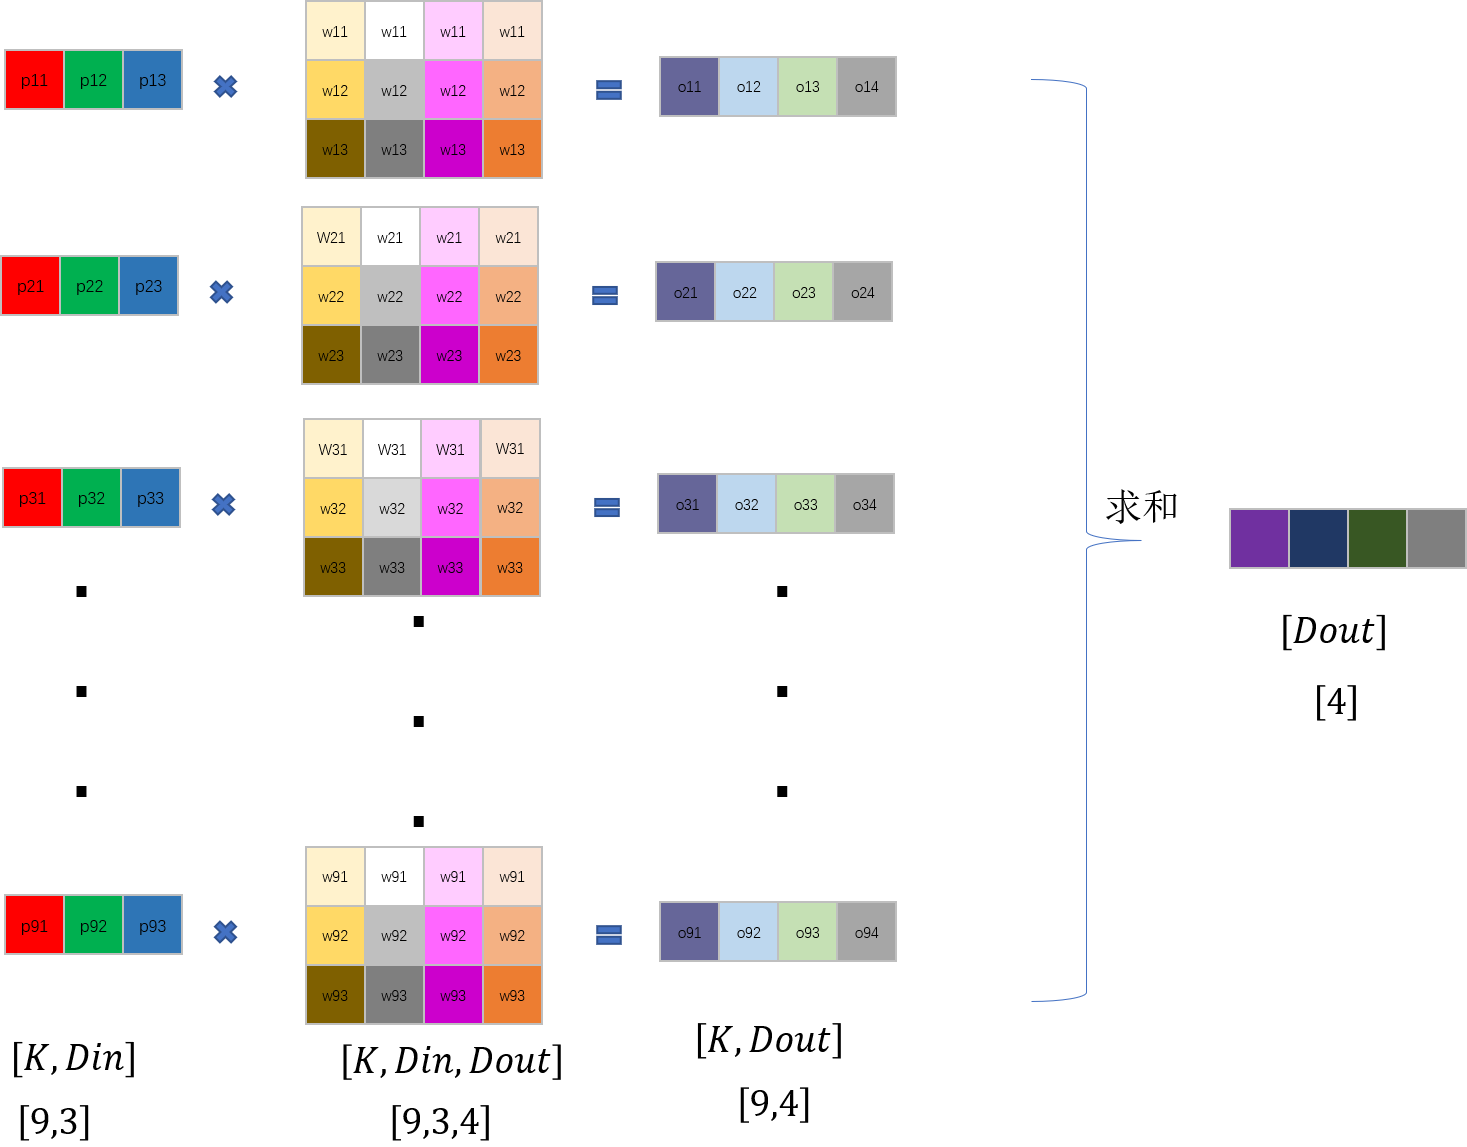 p11 p12 p13
w11 w11 w11 w11
w12 w12 w12 w12
w13 w13 w13 w13
o11 o12 o13 o14
p21 p22 p23
W21 w21 w21 w21
w22 w22 w22 w22
w23 w23 w23 w23
o21 o22 o23 o24
p31 p32 p33
W31 W31 W31 W31
w32 w32 w32 w32
w33 w33 w33 w33
o31 o32 o33 o34
p91 p92 p93
w91 w91 w91 w91
w92 w92 w92 w92
w93 w93 w93 w93
o91 o92 o93 o94
[K, Din]
[9,3]
[K, Din, Dout]
[9,3,4]
[K, Dout]
[9,4]
求和
[Dout]
[4]